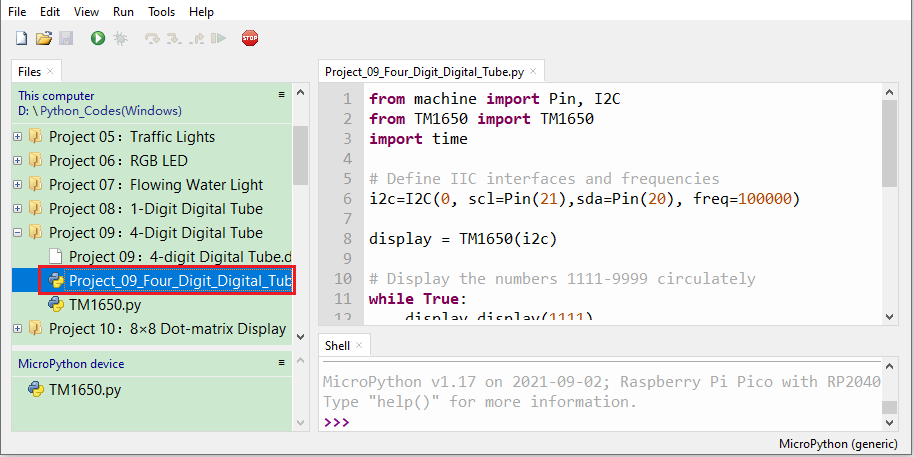 File Edit View Run Tools Help
STOP
Files ×
This computer
D: \ Python_Codes(Windows)
Project 05：Traffic Lights
Project 06：RGB LED
Project 07：Flowing Water Light
Project 08：1-Digit Digital Tube
Project 09：4-Digit Digital Tube
Project 09：4-digit Digital Tube.d
Project_09_Four_Digit_Digital_Tub
TM1650.py
Project 10：8×8 Dot-matrix Display
MicroPython device
TM1650.py
Project_09_Four_Digit_Digital_Tube.py ×
1 from machine import Pin, I2C
2 from TM1650 import TM1650
3 import time
4
5 # Define IIC interfaces and frequencies
6 i2c=I2C(0, scl=Pin(21),sda=Pin(20), freq=100000)
7
8 display = TM1650(i2c)
9
10 # Display the numbers 1111-9999 circulately
11 while True:
12 display.display(1111)
Shell ×
MicroPython v1.17 on 2021-09-02; Raspberry Pi Pico with RP2040
Type "help()" for more information.
>>>
MicroPython (generic)